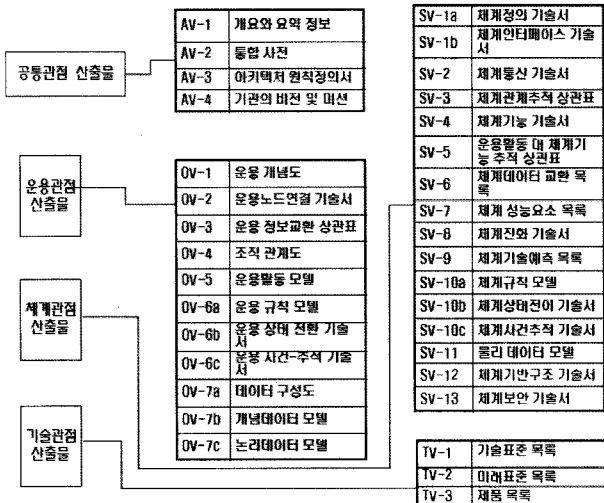 공통관점 산출물
AV-1 개요와 요약 정보
AV-2 통합 사전
AV-3 아키텍처 원칙정의서
AV-4 기관의 비전 및 미션
운용관점
산출물
OV-1 운용 개념도
OV-2 운용노드연결 기술서
OV-3 운용 정보교환 상관표
OV-4 조직 관계도
OV-5 운용활동 모델
OV-6a 운용 규칙 모델
OV-6b 운용 상태 전환 기술
서
OV-6c 운용 사건-추적 기술
서
OV-7a 데이터 구성도
OV-7b 개념데이터 모델
OV-7c 논리데이터 모델
체계관점
산출물
SV-1a 체계정의 기술서
SV-1b 체계인터페이스 기술
서
SV-2 체계통신 기술서
SV-3 체계관계추적 상관표
SV-4 체계기능 기술서
SV-5 운용활동 대 체계기
능 추적 상관표
SV-6 체계데이터 교환 목
록
SV-7 체계 성능요소 목록
SV-8 체계진화 기술서
SV-9 체계기술예측 목록
SV-10a 체계규칙 모델
SV-10b 체계상태전이 기술서
SV-10c 체계사건추적 기술서
SV-11 물리 데이터 모델
SV-12 체계기반구조 기술서
SV-13 체계보안 기술서
기술관점
산출물
TV-1 기술표준 목록
TV-2 미래표준 목록
TV-3 제품 목록